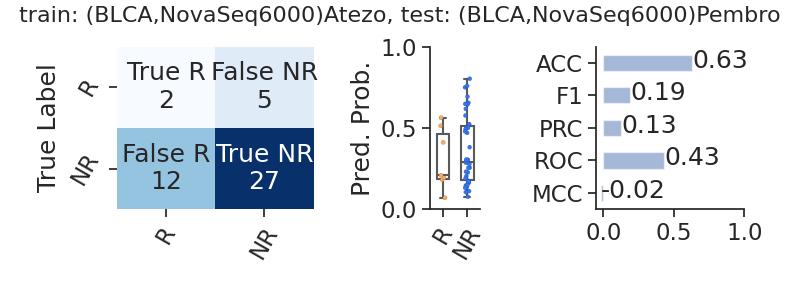 train: (BLCA,NovaSeq6000)Atezo, test: (BLCA,NovaSeq6000)Pembro
True Label
R
NR
True R
2
False NR
5
False R
12
True NR
27
R
NR
Pred. Prob.
1.0
0.5
0.0
R
NR
ACC
0.63
F1
0.19
PRC
0.13
ROC
0.43
MCC
-0.02
0.0
0.5
1.0